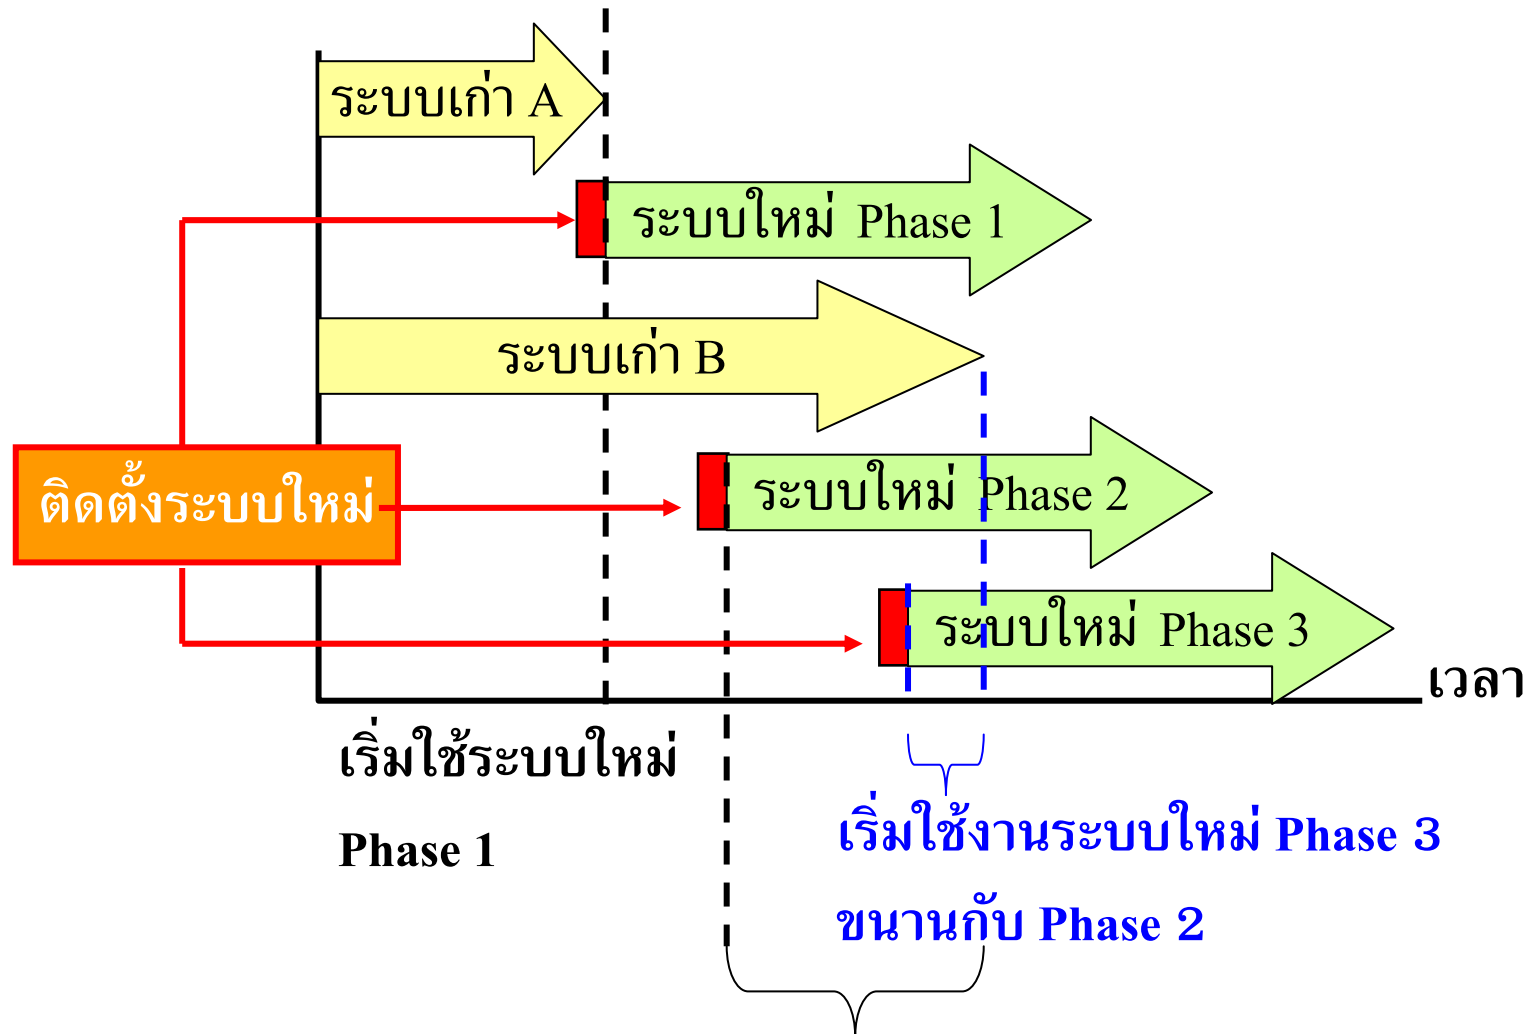 ระบบเก่า A
ระบบใหม่ Phase 1
ระบบเก่า B
ติดตั้งระบบใหม่
ระบบใหม่ Phase 2
ระบบใหม่ Phase 3
เวลา
เริ่มใช้ระบบใหม่
Phase 1
เริ่มใช้งานระบบใหม่ Phase 3
ขนานกับ Phase 2